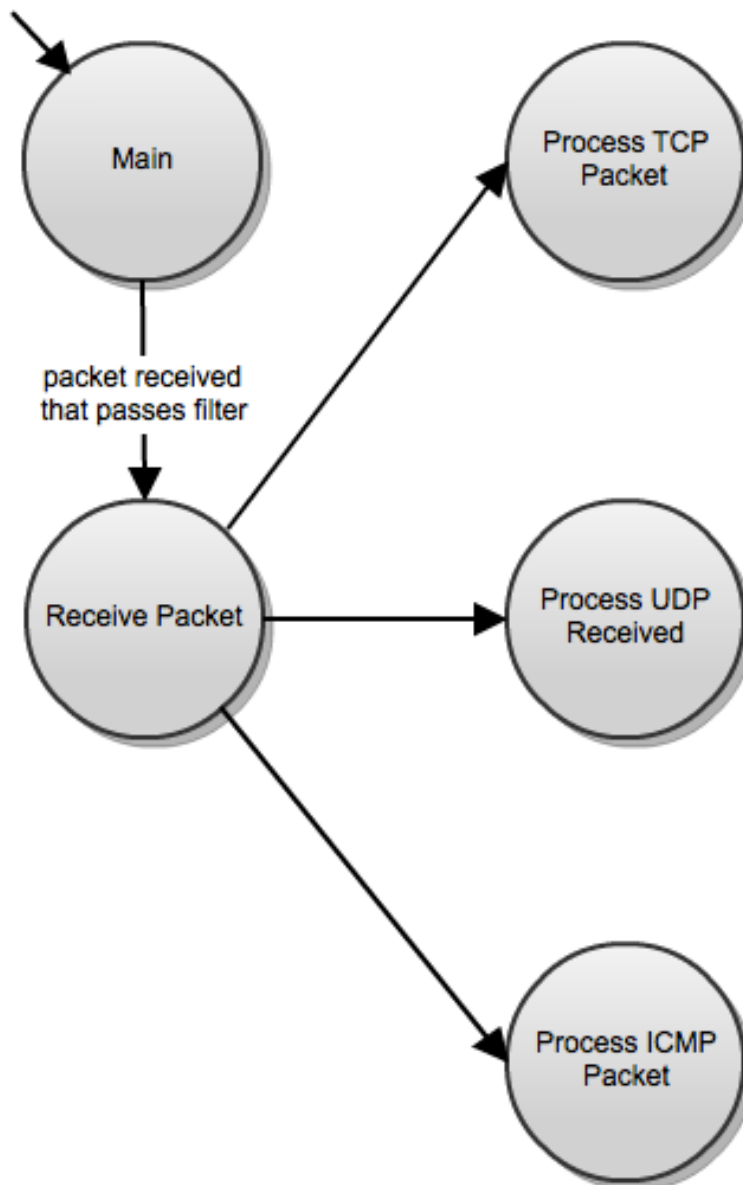 Main
Process TCP
Packet
packet received
that passes filter
Receive Packet
Process UDP
Received
Process ICMP
Packet